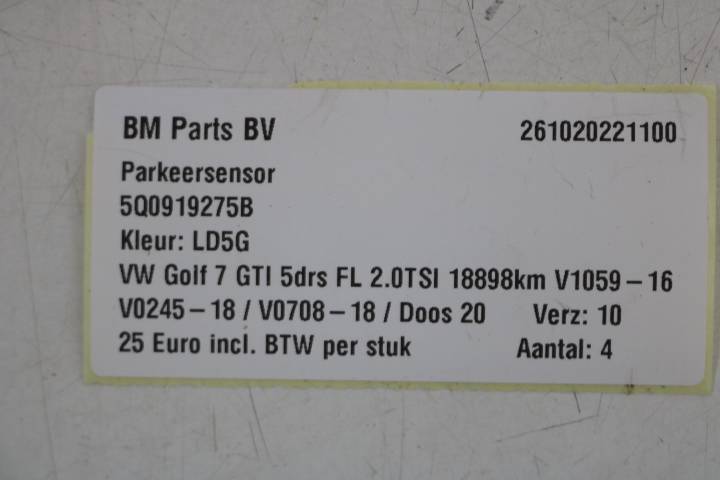 BM Parts BV 261020221100
Parkeersensor
5Q0919275B
Kleur: LD5G
VW Golf 7 GTI 5drs FL 2.0TSI 18898km V1059-16
V0245-18 / V0708-18 / Doos 20 Verz: 10
25 Euro incl. BTW per stuk Aantal: 4